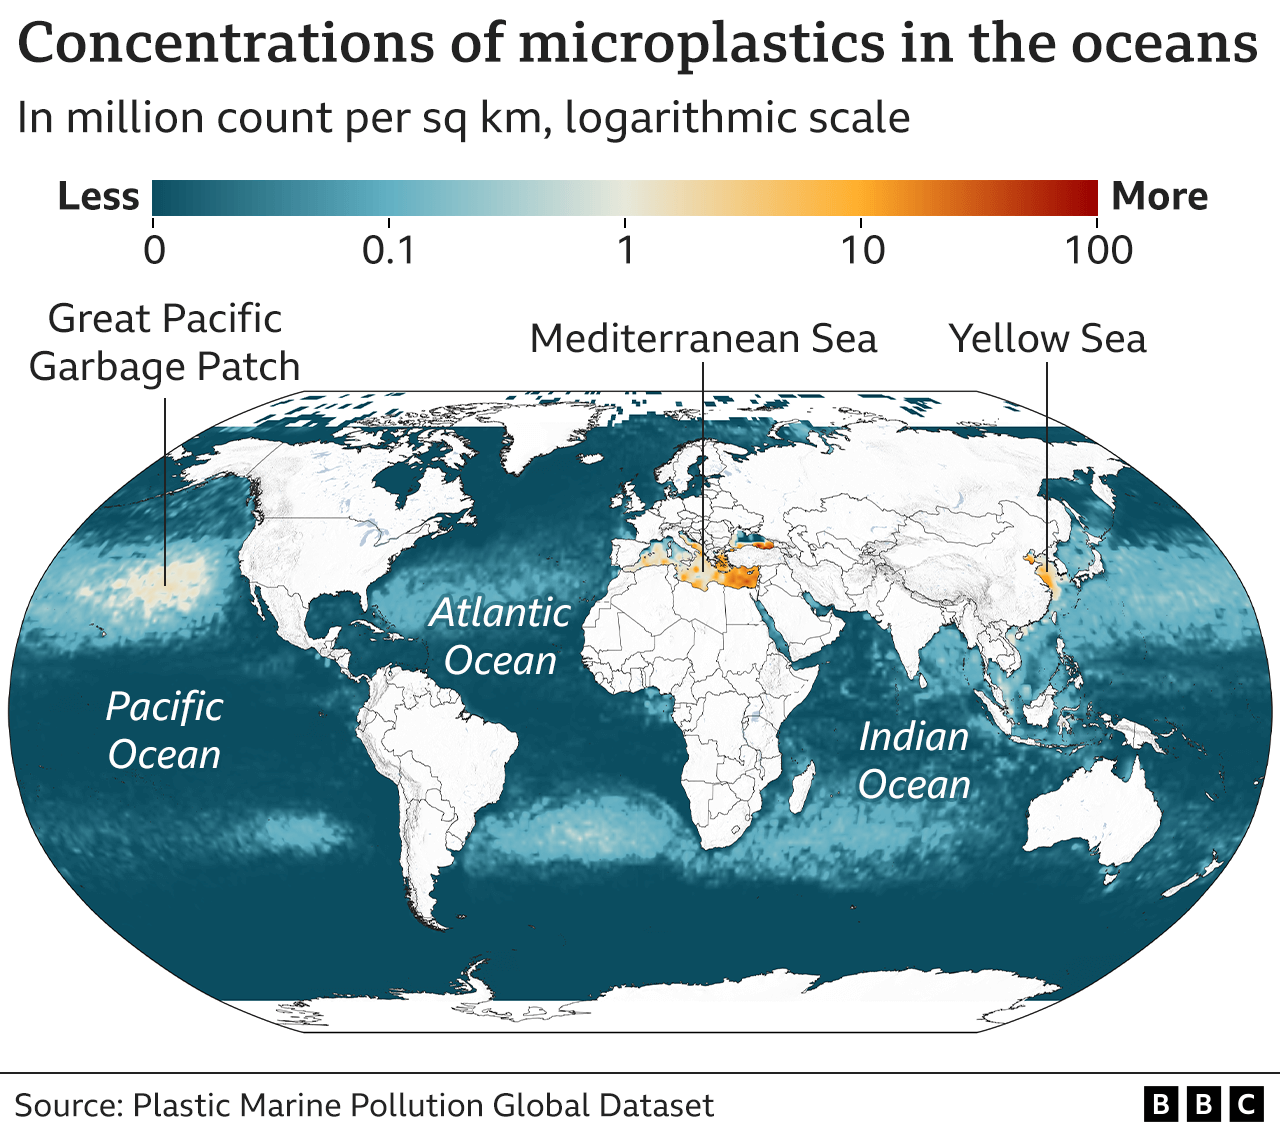 Concentrations of microplastics in the oceans
In million count per sq km, logarithmic scale
Less
More
0
0.1
1
10
100
Great Pacific
Garbage Patch
Mediterranean Sea
Yellow Sea
Atlantic
Ocean
Pacific
Ocean
Indian
Ocean
Source: Plastic Marine Pollution Global Dataset
BBC